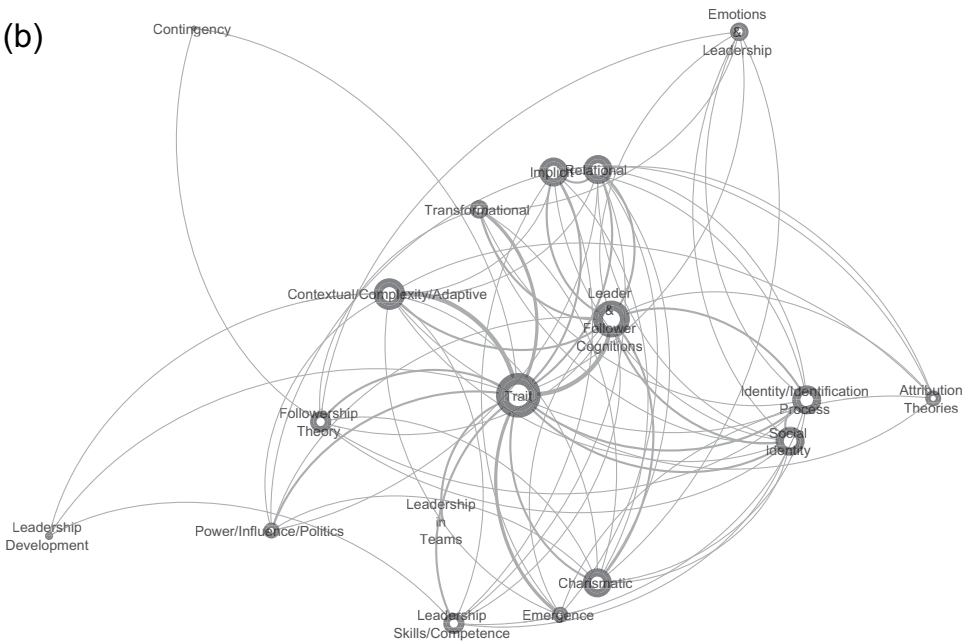 (b)
Contingency
Emotions
&
Leadership
Implicit
Relational
Transformational
Contextual/Complexity/Adaptive
Leader
&
Follower
Cognitions
Trait
Identity/Identification
Process
Attribution
Theories
Followership
Theory
Social
Identity
Leadership
in
Teams
Leadership
Development
Power/Influence/Politics
Charismatic
Leadership
Skills/Competence
Emergence